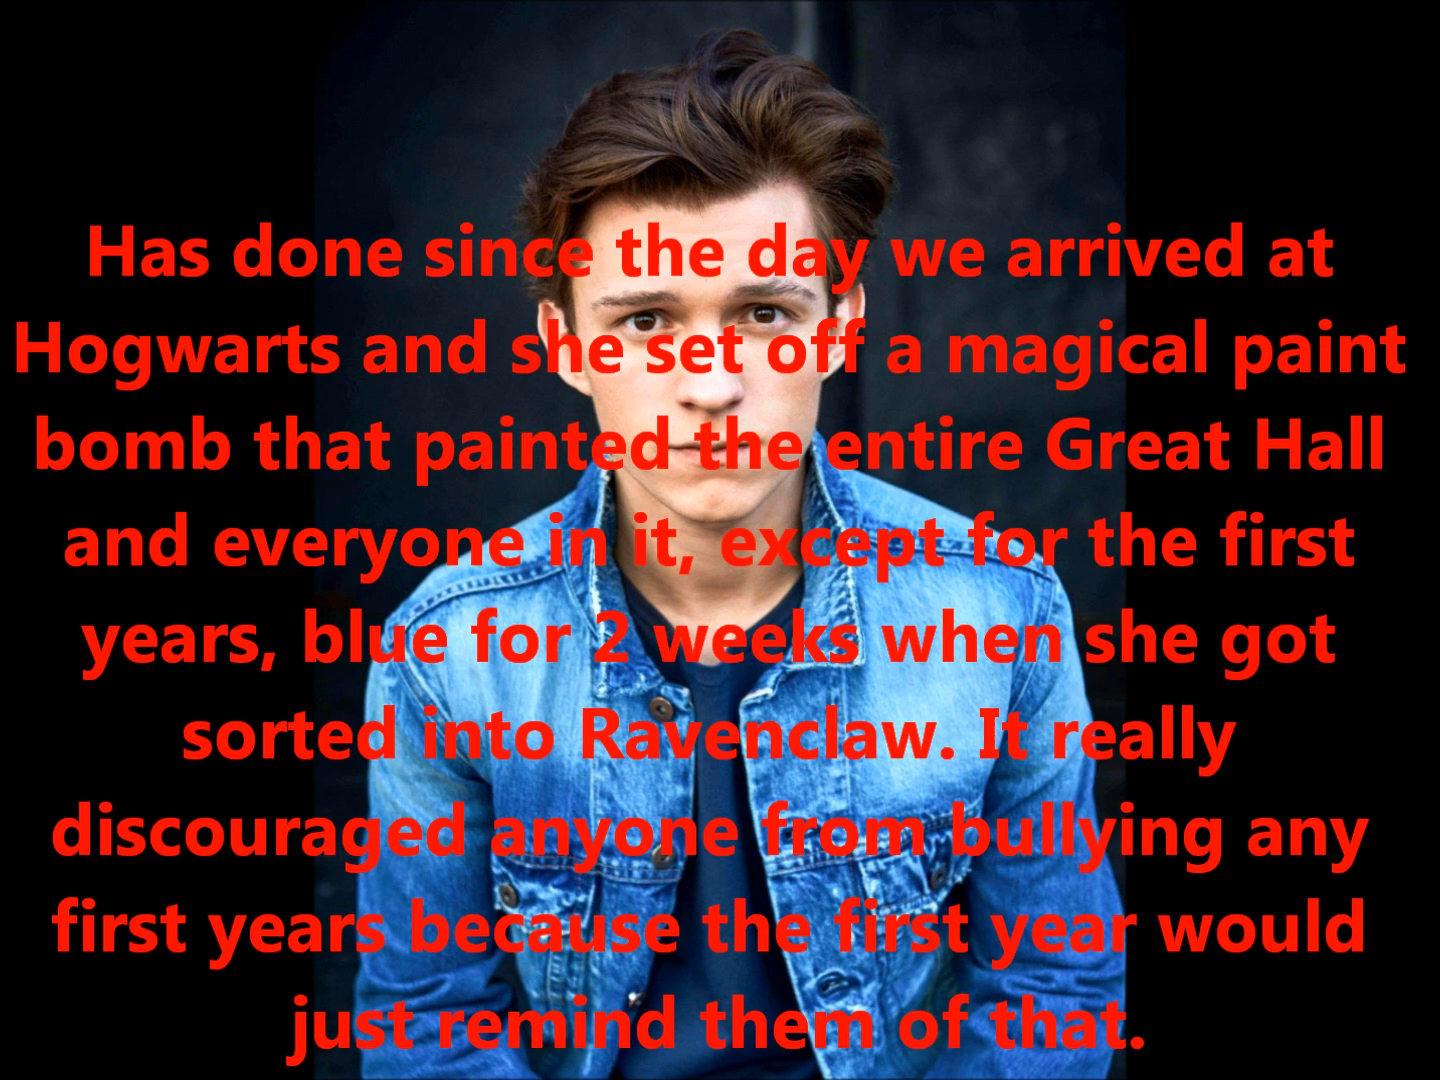 Has done since the day we arrived at
Hogwarts and she set off a magical paint
bomb that painted the entire Great Hall
and everyone in it, except for the first
years, blue for 2 weeks when she got
sorted into Ravenclaw. It really
discouraged anyone from bullying any
first years because the first year would
just remind them of that.